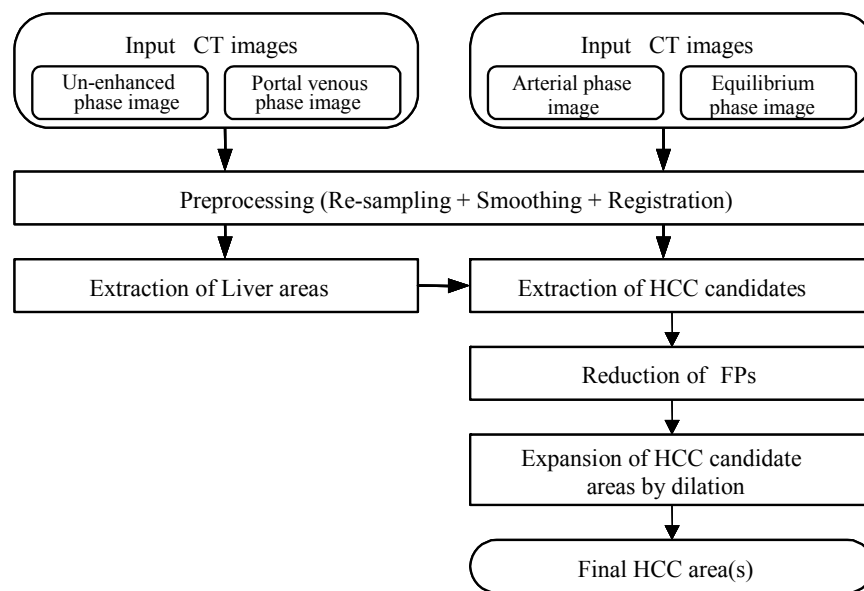 Input CT images
Un-enhanced
phase image
Portal venous
phase image
Input CT images
Arterial phase
image
Equilibrium
phase image
Preprocessing (Re-sampling + Smoothing + Registration)
Extraction of Liver areas
Extraction of HCC candidates
Reduction of FPs
Expansion of HCC candidate
areas by dilation
Final HCC area(s)